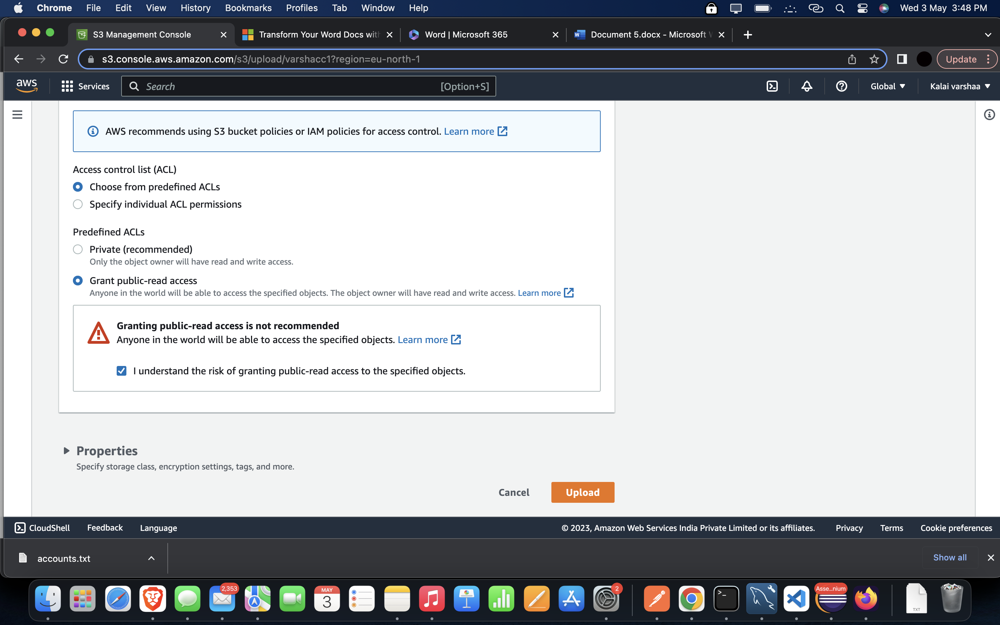 Chrome File Edit View History Bookmarks Profiles Tab Window Help Wed 3 May 3:48 PM
S3 Management Console Transform Your Word Docs with Word | Microsoft 365 Document 5.docx - Microsoft W
s3.console.aws.amazon.com/s3/upload/varshacc1?region=eu-north-1 Update
aws Services Search [Option+S] Global Kalai varshaa
AWS recommends using S3 bucket policies or IAM policies for access control. Learn more
Access control list (ACL)
Choose from predefined ACLs
Specify individual ACL permissions
Predefined ACLs
Private (recommended)
Only the object owner will have read and write access.
Grant public-read access
Anyone in the world will be able to access the specified objects. The object owner will have read and write access. Learn more
Granting public-read access is not recommended
Anyone in the world will be able to access the specified objects. Learn more
I understand the risk of granting public-read access to the specified objects.
Properties
Specify storage class, encryption settings, tags, and more.
Cancel Upload
CloudShell Feedback Language © 2023, Amazon Web Services India Private Limited or its affiliates. Privacy Terms Cookie preferences
accounts.txt Show all
2,353 MAY 3 2 Asse...nium TXT